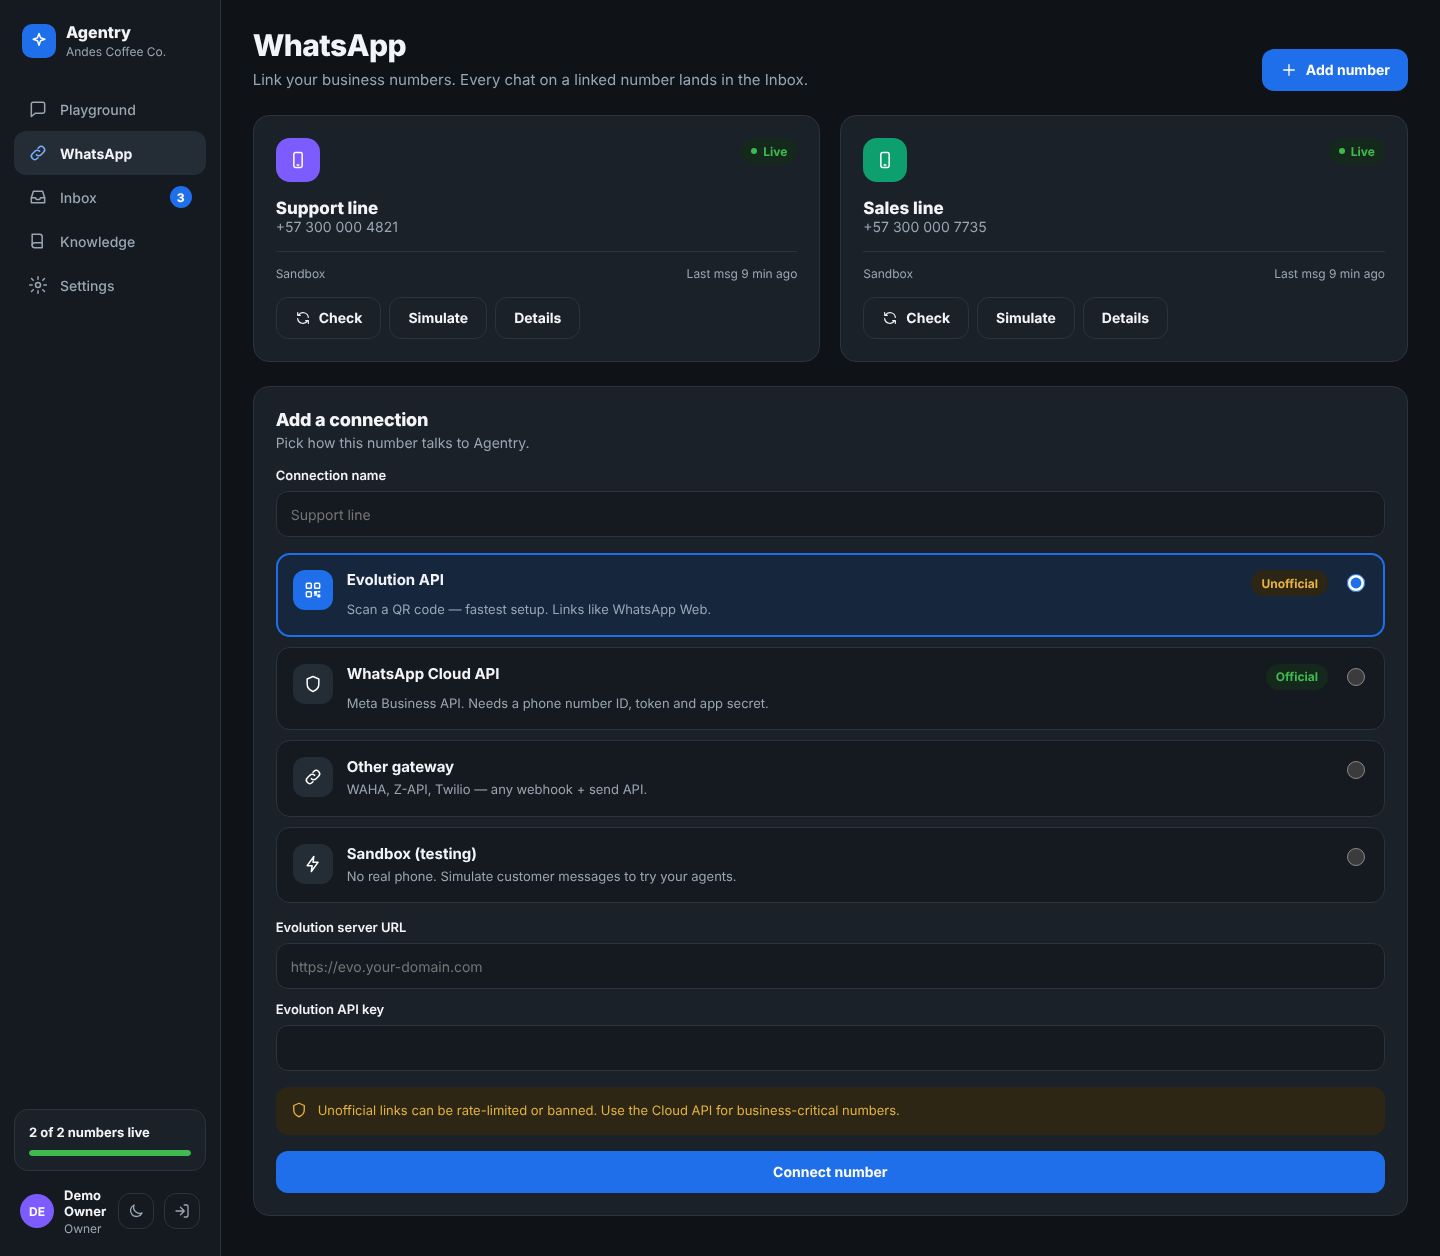 Agentry
Andes Coffee Co.
Playground
WhatsApp
Inbox
3
Knowledge
Settings
2 of 2 numbers live
DE
Demo
Owner
Owner
WhatsApp
Link your business numbers. Every chat on a linked number lands in the Inbox.
Add number
Live
Support line
+57 300 000 4821
Sandbox
Last msg 9 min ago
Check
Simulate
Details
Live
Sales line
+57 300 000 7735
Sandbox
Last msg 9 min ago
Check
Simulate
Details
Add a connection
Pick how this number talks to Agentry.
Connection name
Support line
Evolution API
Unofficial
Scan a QR code — fastest setup. Links like WhatsApp Web.
WhatsApp Cloud API
Official
Meta Business API. Needs a phone number ID, token and app secret.
Other gateway
WAHA, Z-API, Twilio — any webhook + send API.
Sandbox (testing)
No real phone. Simulate customer messages to try your agents.
Evolution server URL
https://evo.your-domain.com
Evolution API key
Unofficial links can be rate-limited or banned. Use the Cloud API for business-critical numbers.
Connect number